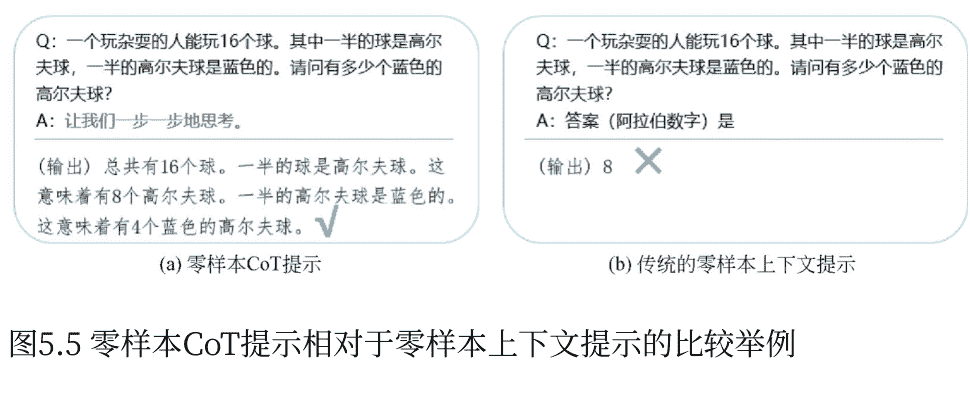 Q：一个玩杂耍的人能玩16个球。其中一半的球是高尔
夫球，一半的高尔夫球是蓝色的。请问有多少个蓝色的
高尔夫球？
A：让我们一步一步地思考。
（输出）总共有16个球。一半的球是高尔夫球。这
意味着有8个高尔夫球。一半的高尔夫球是蓝色的。
这意味着有4个蓝色的高尔夫球。
(a) 零样本CoT提示
Q：一个玩杂耍的人能玩16个球。其中一半的球是高尔
夫球，一半的高尔夫球是蓝色的。请问有多少个蓝色的
高尔夫球？
A：答案（阿拉伯数字）是
（输出）8
(b) 传统的零样本上下文提示
图5.5 零样本CoT提示相对于零样本上下文提示的比较举例